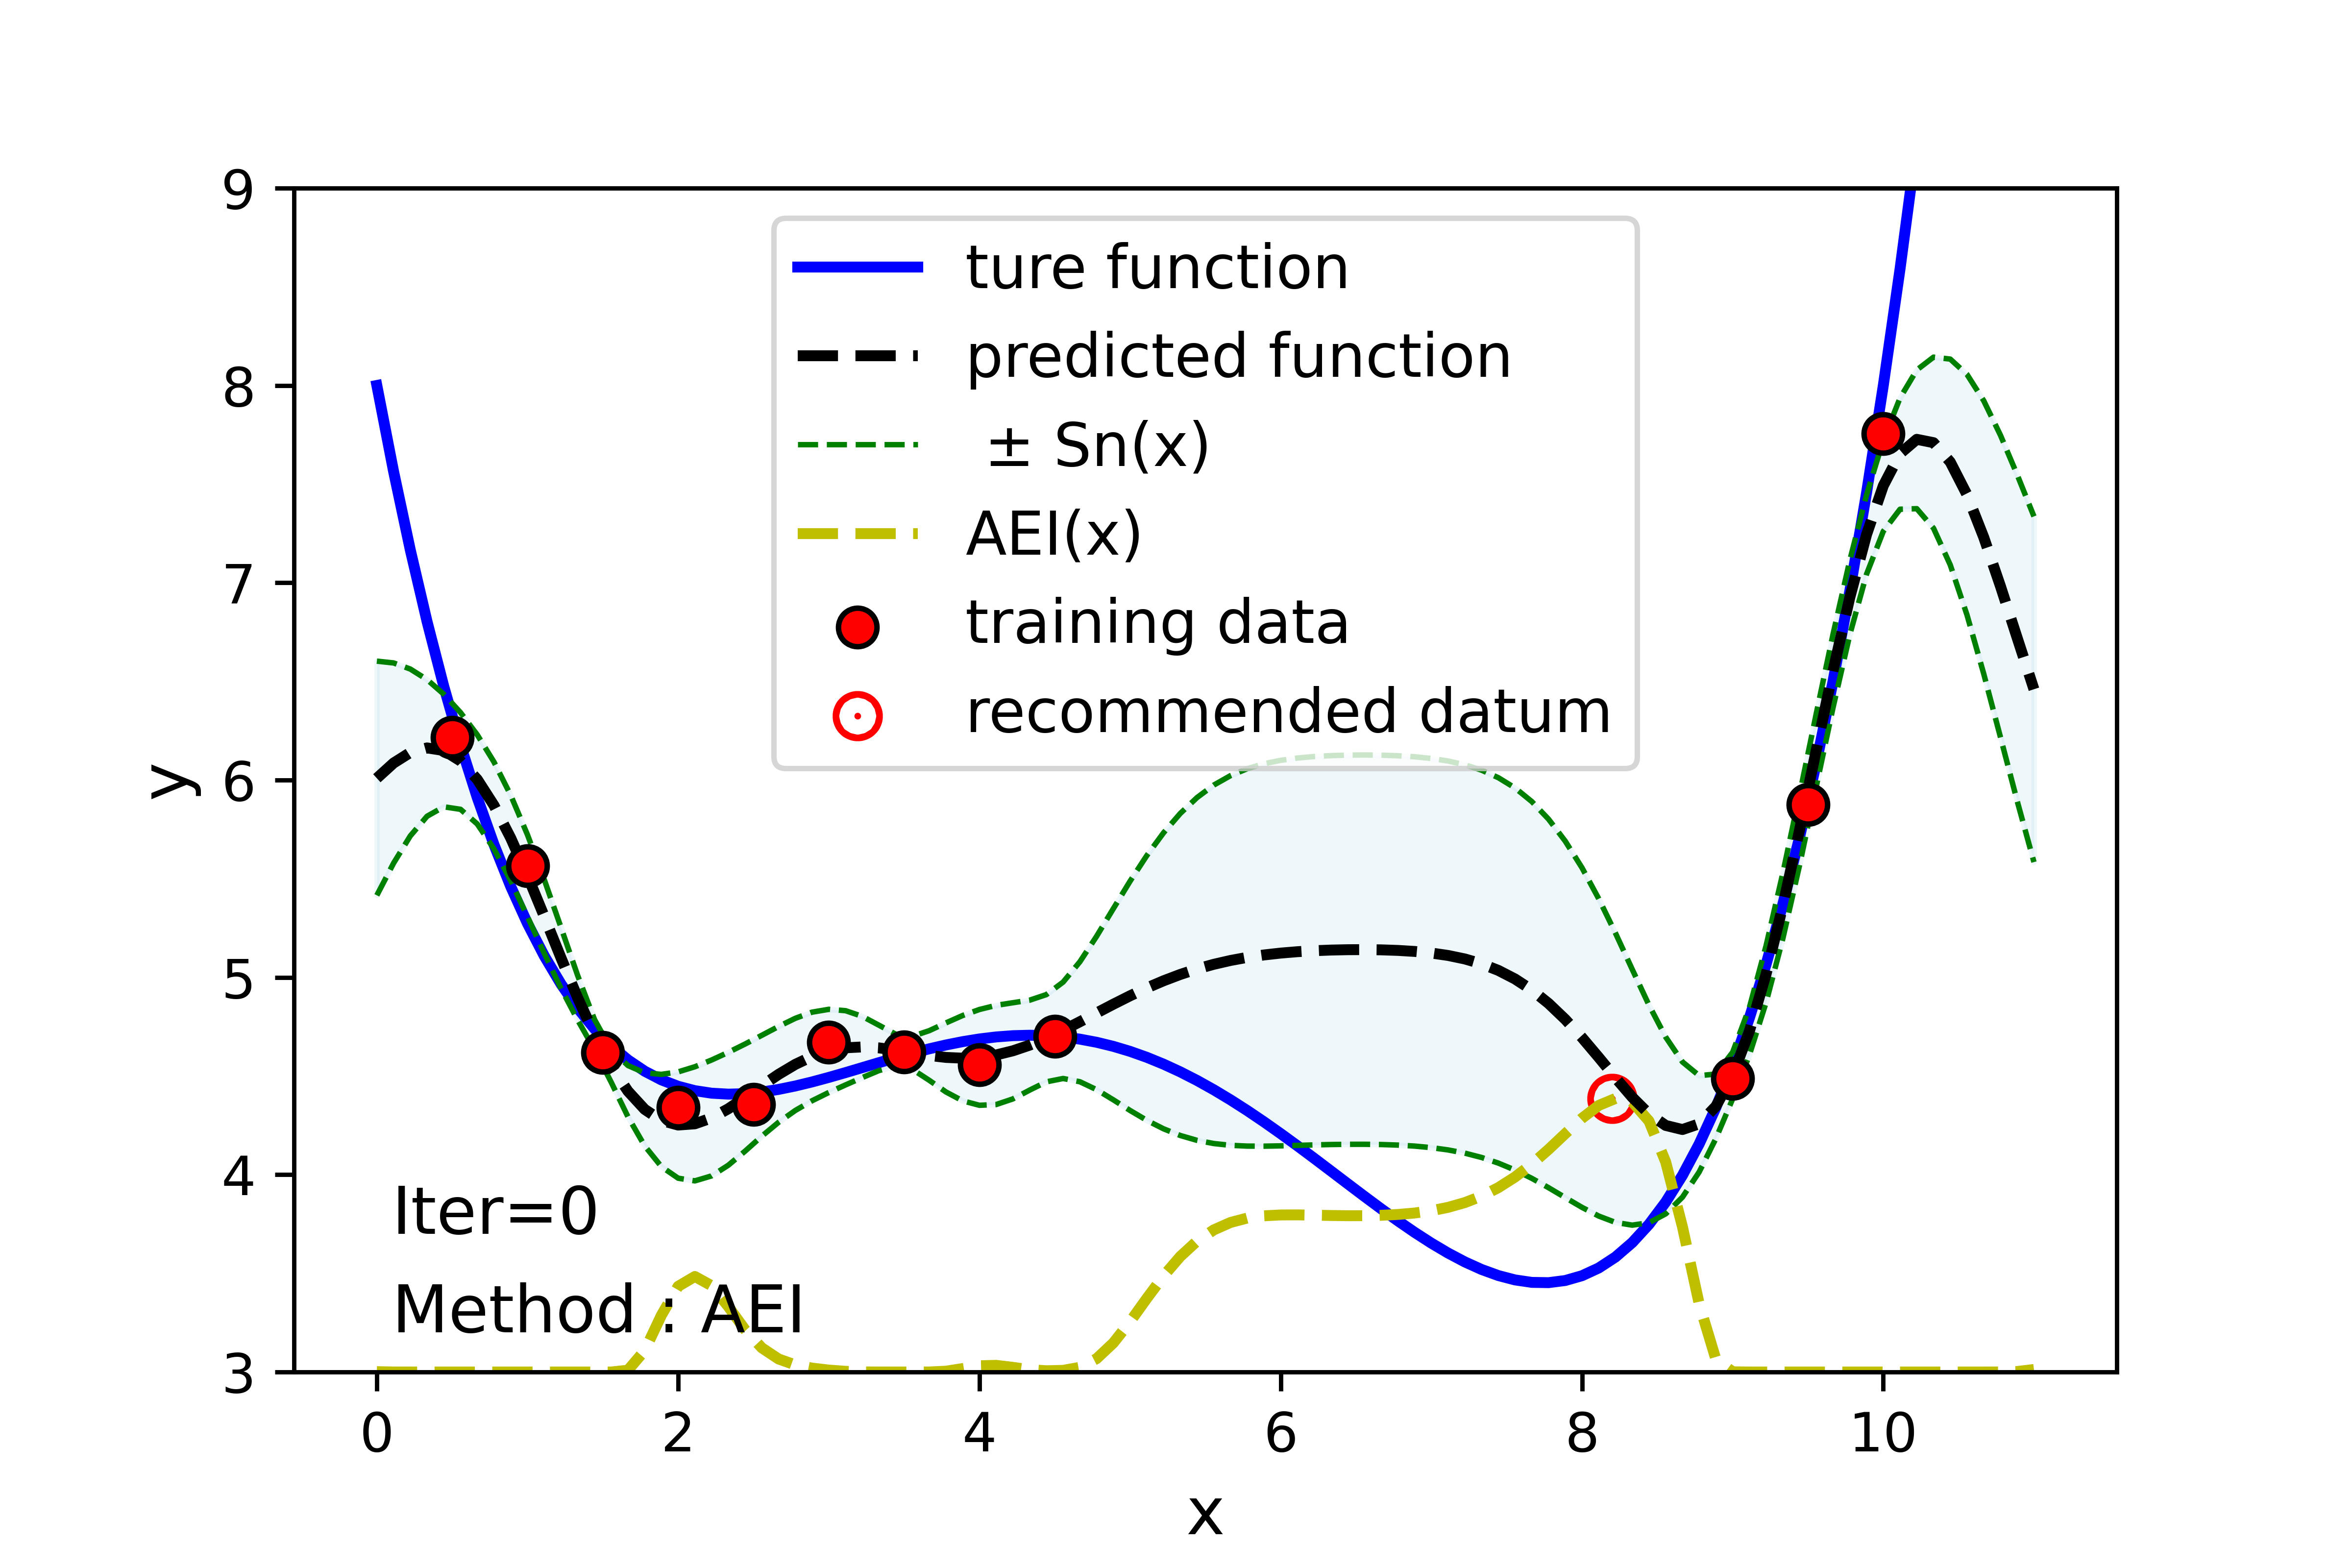 9
8
7
6
5
4
3
y
ture function
predicted function
± Sn(x)
AEI(x)
training data
recommended datum
Iter=0
Method : AEI
0 2 4 6 8 10
x